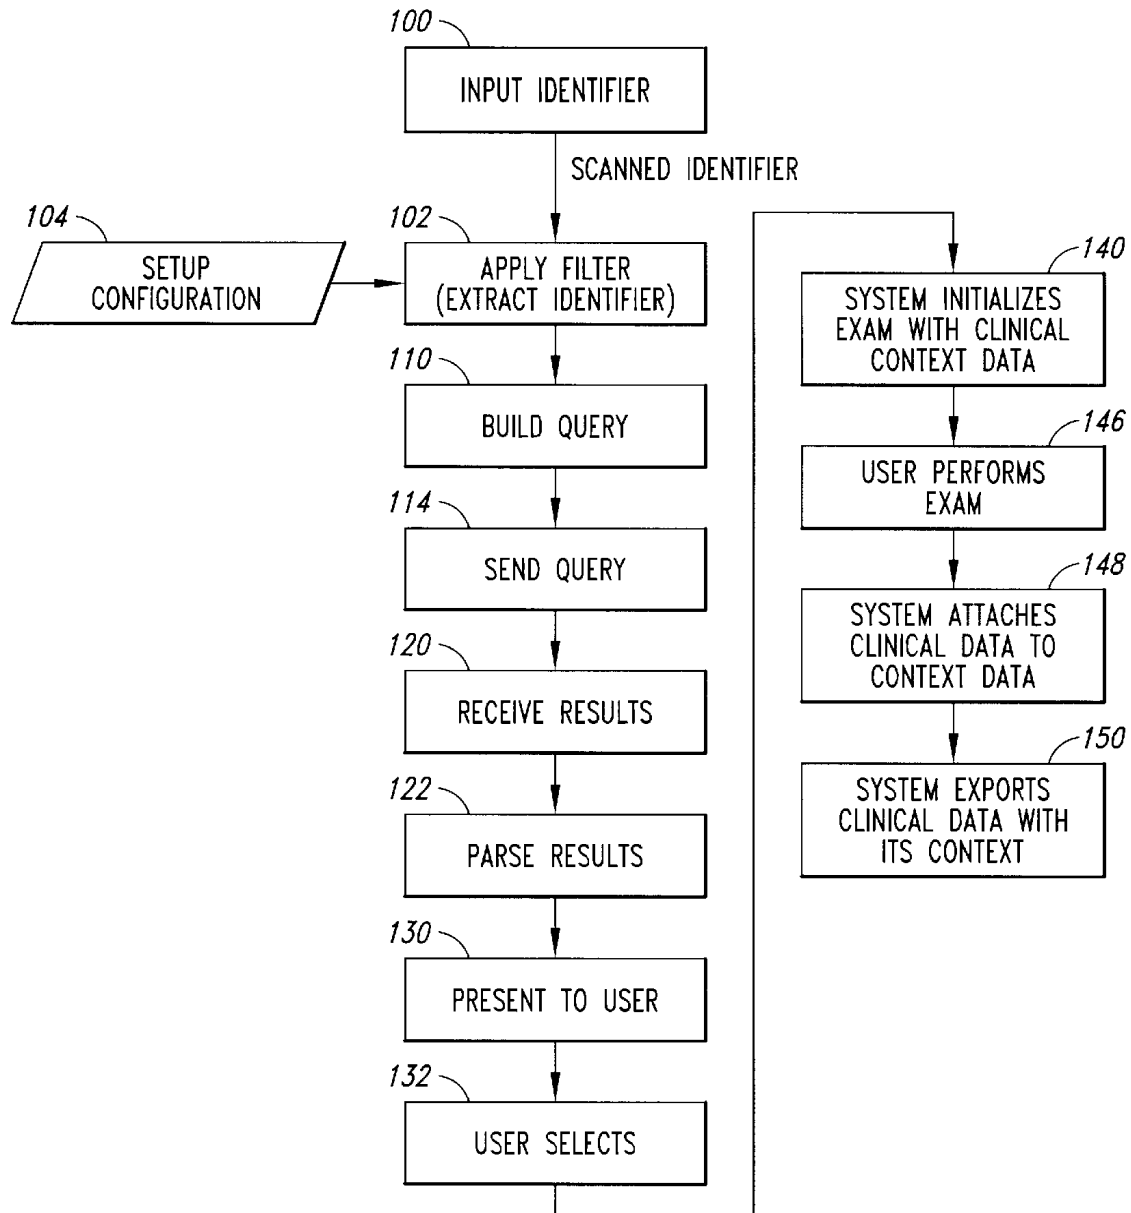 100
INPUT IDENTIFIER
SCANNED IDENTIFIER
104
SETUP
CONFIGURATION
102
APPLY FILTER
(EXTRACT IDENTIFIER)
110
BUILD QUERY
114
SEND QUERY
120
RECEIVE RESULTS
122
PARSE RESULTS
130
PRESENT TO USER
132
USER SELECTS
140
SYSTEM INITIALIZES
EXAM WITH CLINICAL
CONTEXT DATA
146
USER PERFORMS
EXAM
148
SYSTEM ATTACHES
CLINICAL DATA TO
CONTEXT DATA
150
SYSTEM EXPORTS
CLINICAL DATA WITH
ITS CONTEXT